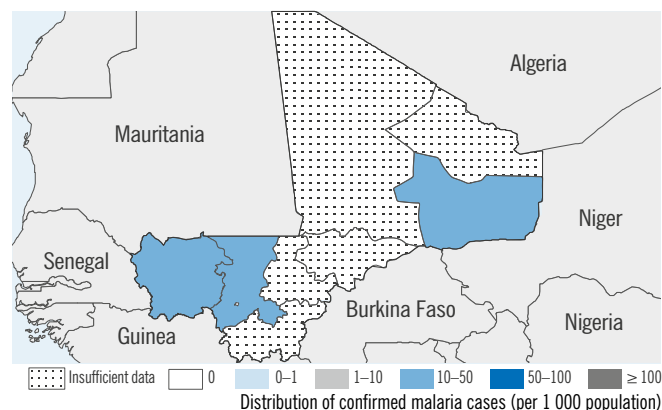 Algeria
Mauritania
Niger
Senegal
Burkina Faso
Guinea
Nigeria
Insufficient data 0 0–1 1–10 10–50 50–100 ≥ 100
Distribution of confirmed malaria cases (per 1 000 population)